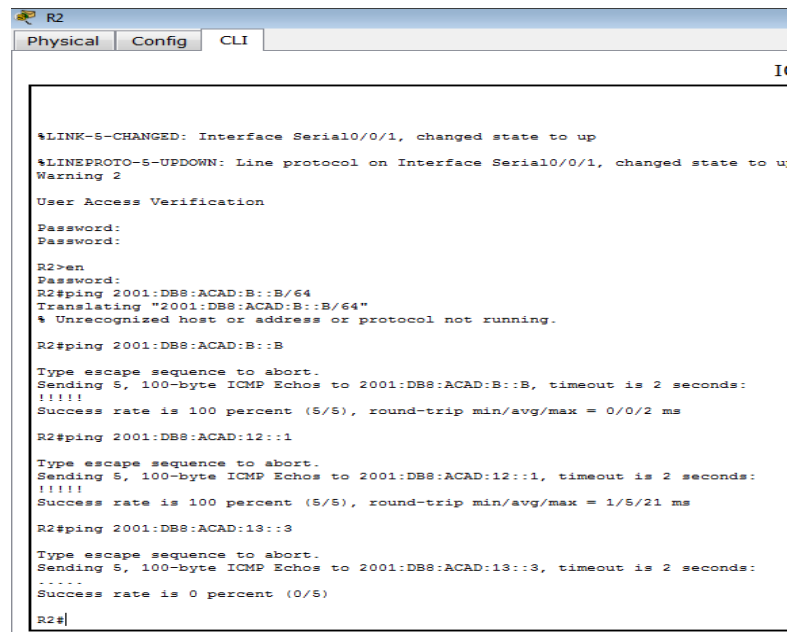 R2
Physical Config CLI
%LINK-5-CHANGED: Interface Serial0/0/1, changed state to up
%LINEPROTO-5-UPDOWN: Line protocol on Interface Serial0/0/1, changed state to
Warning 2
User Access Verification
Password:
Password:
R2>en
Password:
R2#ping 2001:DB8:ACAD:B::B/64
Translating "2001:DB8:ACAD:B::B/64"
% Unrecognized host or address or protocol not running.
R2#ping 2001:DB8:ACAD:B::B
Type escape sequence to abort.
Sending 5, 100-byte ICMP Echos to 2001:DB8:ACAD:B::B, timeout is 2 seconds:
!!!!!
Success rate is 100 percent (5/5), round-trip min/avg/max = 0/0/2 ms
R2#ping 2001:DB8:ACAD:12::1
Type escape sequence to abort.
Sending 5, 100-byte ICMP Echos to 2001:DB8:ACAD:12::1, timeout is 2 seconds:
!!!!!
Success rate is 100 percent (5/5), round-trip min/avg/max = 1/5/21 ms
R2#ping 2001:DB8:ACAD:13::3
Type escape sequence to abort.
Sending 5, 100-byte ICMP Echos to 2001:DB8:ACAD:13::3, timeout is 2 seconds:
.....
Success rate is 0 percent (0/5)
R2#